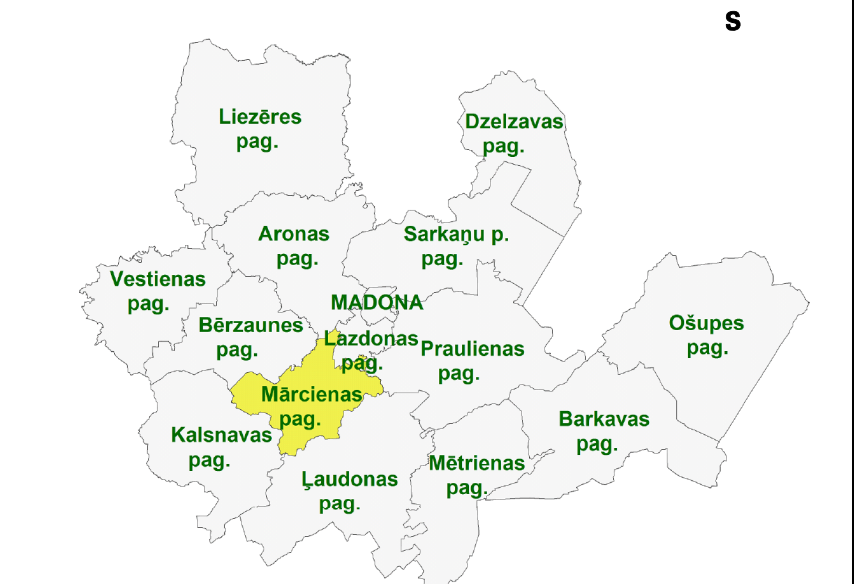 S
Liezēres
pag.
Dzelzavas
pag.
Aronas
pag.
Sarkaņu p.
pag.
Vestienas
pag.
MADONA
Bērzaunes
pag.
Lazdonas
pag.
Praulienas
pag.
Ošupes
pag.
Mārcienas
pag.
Barkavas
pag.
Kalsnavas
pag.
Mētrienas
pag.
Ļaudonas
pag.